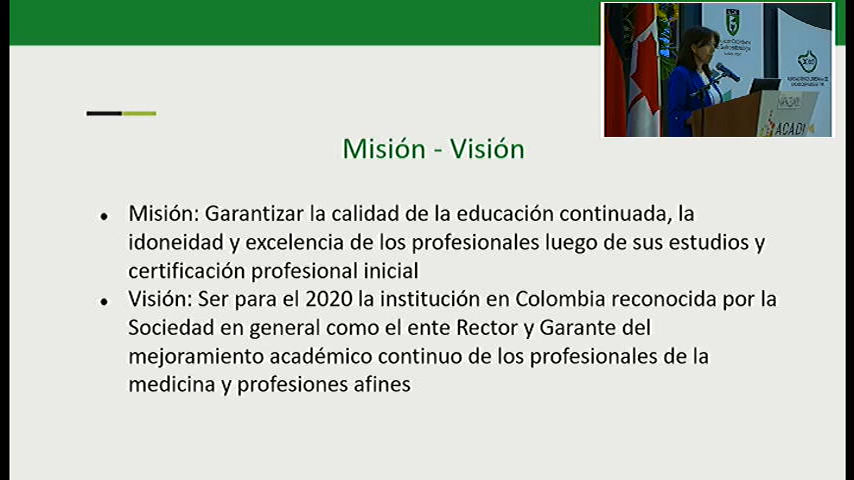 Misión - Visión
• Misión: Garantizar la calidad de la educación continuada, la
idoneidad y excelencia de los profesionales luego de sus estudios y
certificación profesional inicial
• Visión: Ser para el 2020 la institución en Colombia reconocida por la
Sociedad en general como el ente Rector y Garante del
mejoramiento académico continuo de los profesionales de la
medicina y profesiones afines